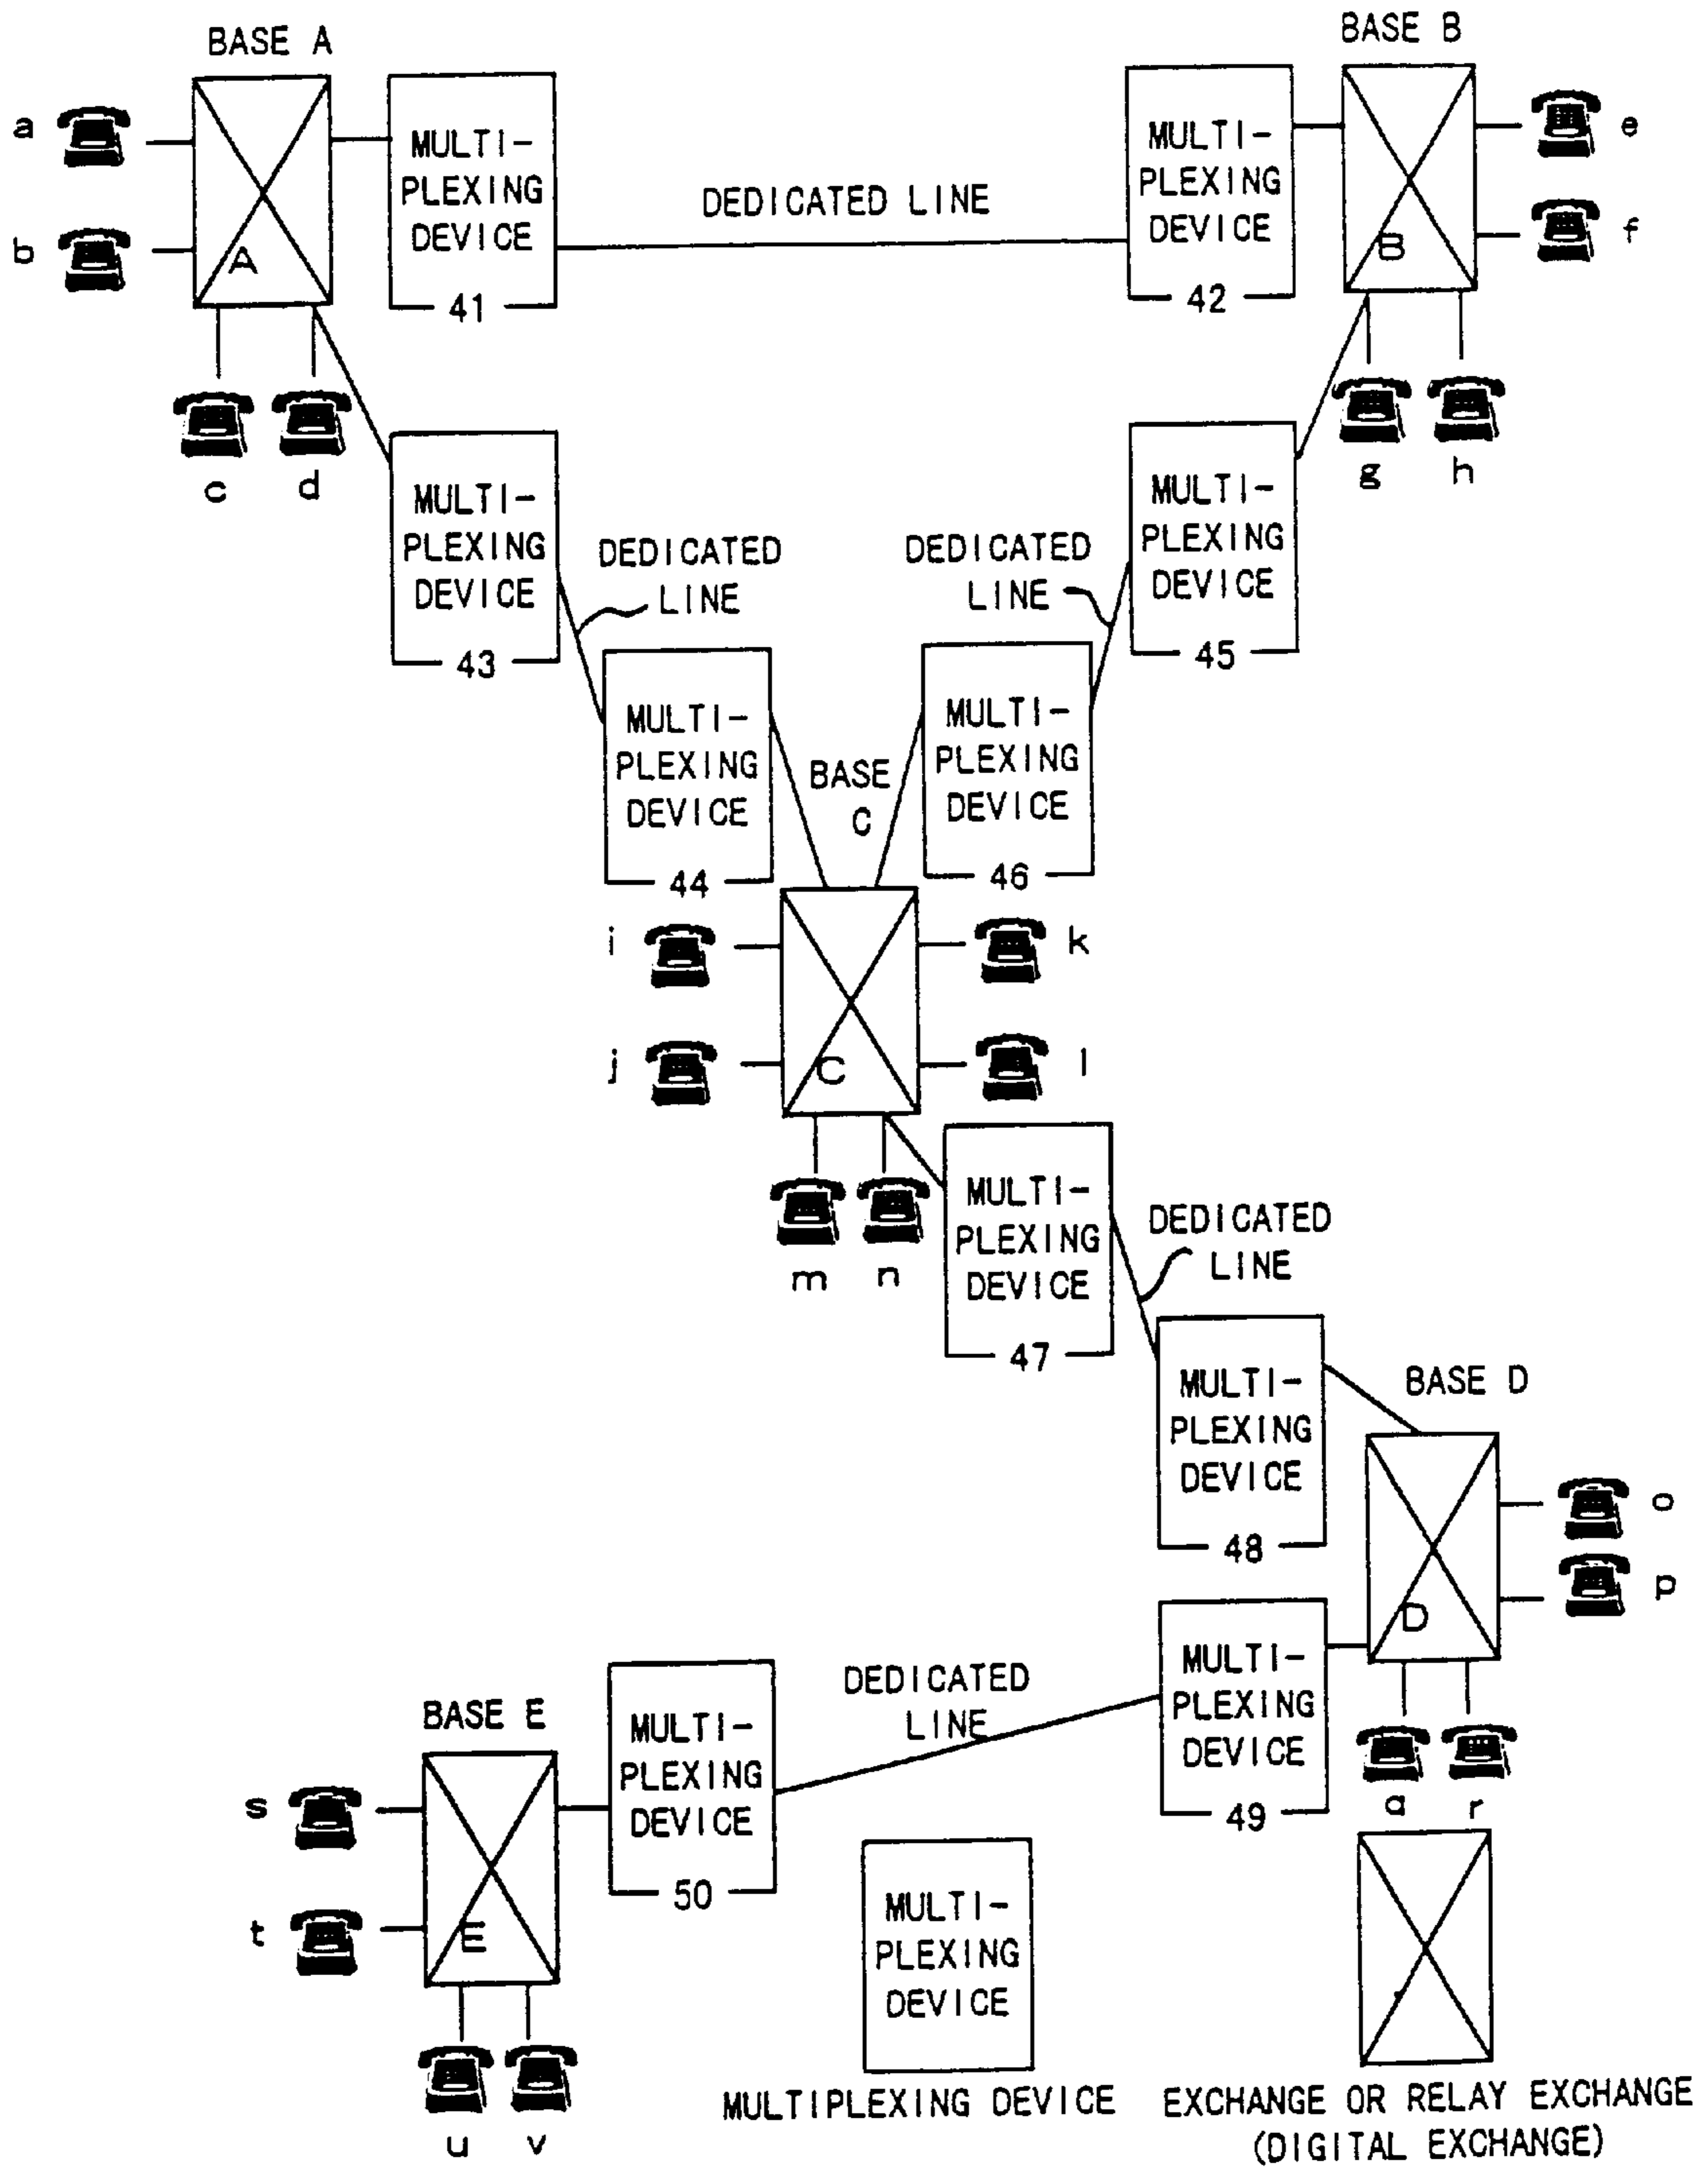 BASE A
BASE B
a
b
A
c
d
MULTI-
PLEXING
DEVICE
41
DEDICATED LINE
MULTI-
PLEXING
DEVICE
42
B
e
f
g
h
MULTI-
PLEXING
DEVICE
43
DEDICATED
LINE
DEDICATED
LINE
MULTI-
PLEXING
DEVICE
45
MULTI-
PLEXING
DEVICE
44
BASE
C
MULTI-
PLEXING
DEVICE
46
i
j
C
k
l
m
n
MULTI-
PLEXING
DEVICE
47
DEDICATED
LINE
MULTI-
PLEXING
DEVICE
48
BASE D
D
o
p
a
r
MULTI-
PLEXING
DEVICE
49
DEDICATED
LINE
BASE E
MULTI-
PLEXING
DEVICE
50
s
t
E
u
v
MULTI-
PLEXING
DEVICE
MULTIPLEXING DEVICE
EXCHANGE OR RELAY EXCHANGE
(DIGITAL EXCHANGE)